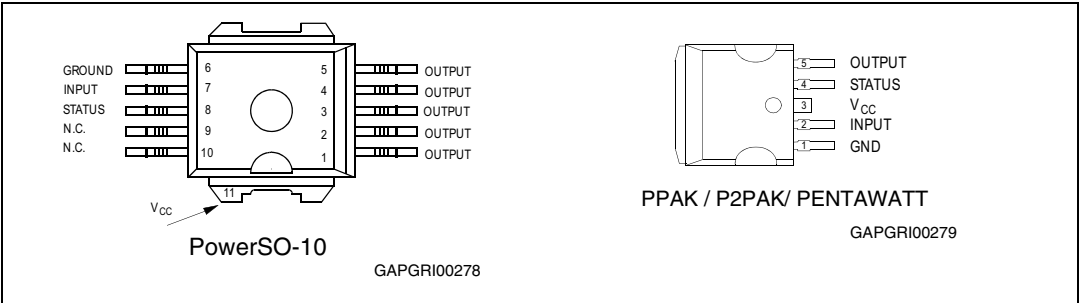 GROUND 6 5 OUTPUT
INPUT 7 4 OUTPUT
STATUS 8 3 OUTPUT
N.C. 9 2 OUTPUT
N.C. 10 1 OUTPUT
11
VCC
PowerSO-10
GAPGRI00278
5 OUTPUT
4 STATUS
3 VCC
2 INPUT
1 GND
PPAK / P2PAK/ PENTAWATT
GAPGRI00279